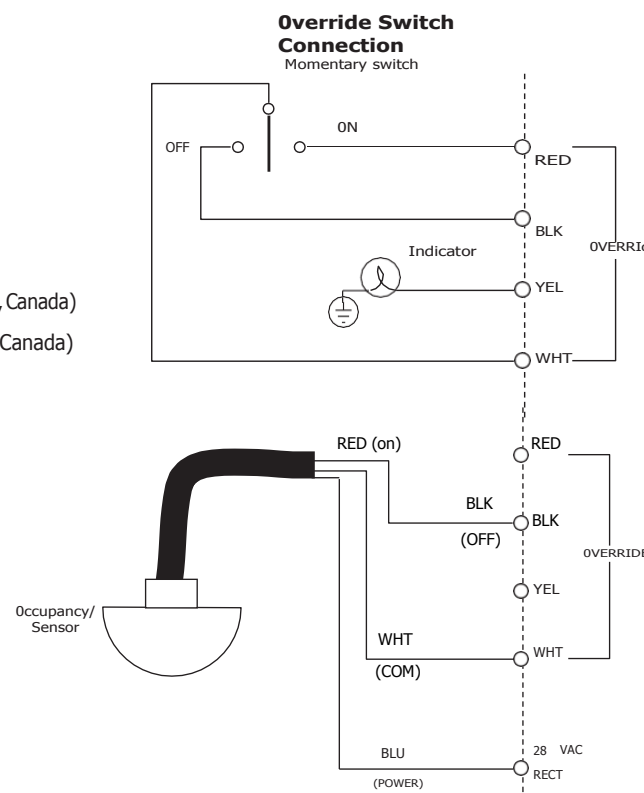 0verride Switch
Connection
Momentary switch
0N
OFF
RED
BLK
0VERRId
Indicator
YEL
, Canada)
Canada)
WHT
RED (on)
RED
BLK
BLK
(OFF)
0VERRIDE
YEL
0ccupancy/
Sensor
WHT
WHT
(COM)
BLU
28 VAC
(POWER)
RECT